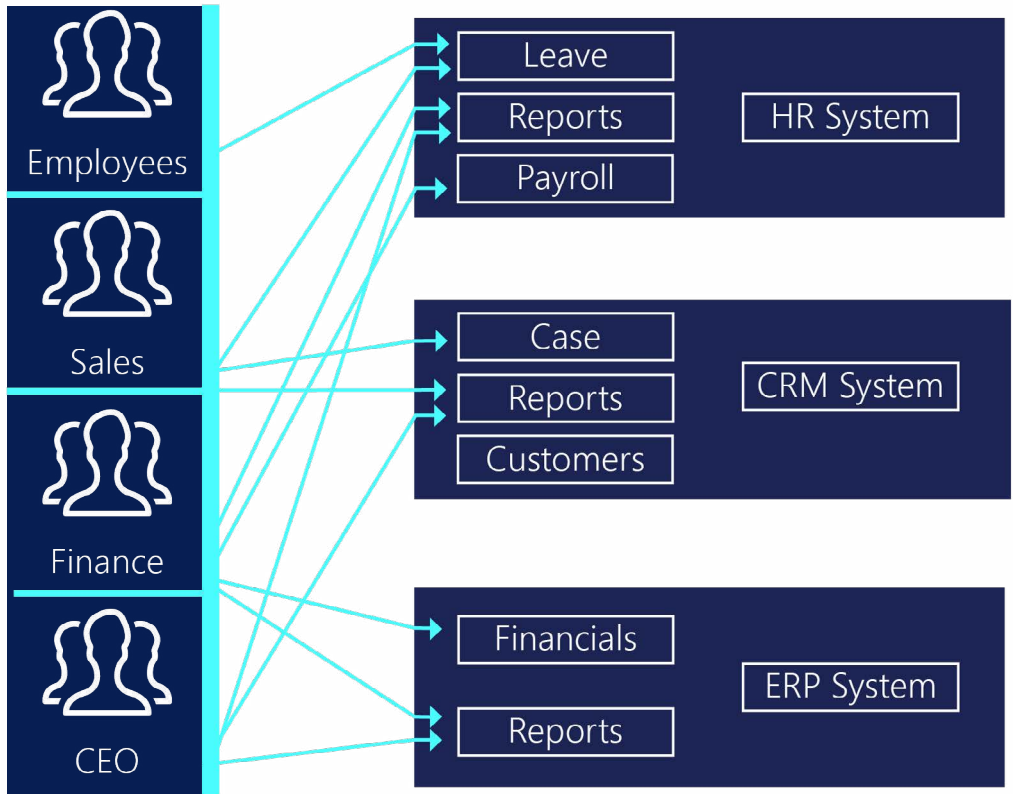 Employees
Sales
Finance
CEO
Leave
Reports
Payroll
HR System
Case
Reports
Customers
CRM System
Financials
Reports
ERP System